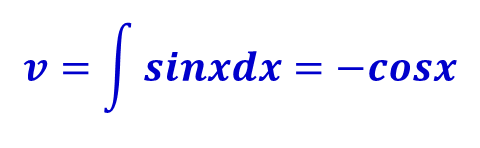 v = ∫ sinxdx = −cosx